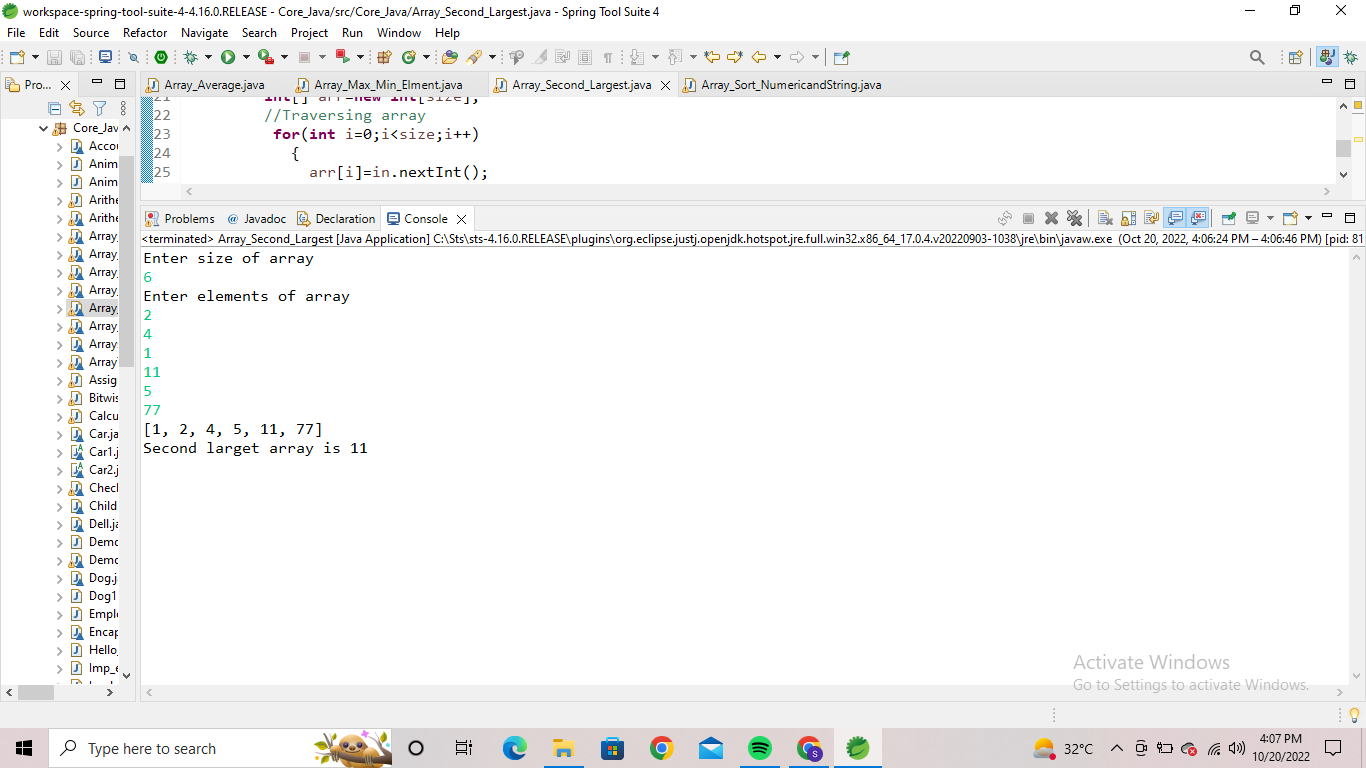 workspace-spring-tool-suite-4-4.16.0.RELEASE - Core_Java/src/Core_Java/Array_Second_Largest.java - Spring Tool Suite 4
File Edit Source Refactor Navigate Search Project Run Window Help
Pro...
Array_Average.java Array_Max_Min_Elment.java Array_Second_Largest.java Array_Sort_NumericandString.java
21 int[] arr=new int[size];
22 //Traversing array
23 for(int i=0;i<size;i++)
24 {
25 arr[i]=in.nextInt();
Core_Jav
Accou
Anim
Anim
Arithe
Arithe
Array_
Array_
Array_
Array_
Array_
Array_
Array
Array
Assig
Bitwis
Calcu
Car.ja
Car1.j
Car2.j
Checl
Child
Dell.ja
Demo
Demo
Dog.j
Dog1
Emplo
Encap
Hello_
Imp_e
Problems @ Javadoc Declaration Console
<terminated> Array_Second_Largest [Java Application] C:\Sts\sts-4.16.0.RELEASE\plugins\org.eclipse.justj.openjdk.hotspot.jre.full.win32.x86_64_17.0.4.v20220903-1038\jre\bin\javaw.exe (Oct 20, 2022, 4:06:24 PM – 4:06:46 PM) [pid: 81
Enter size of array
6
Enter elements of array
2
4
1
11
5
77
[1, 2, 4, 5, 11, 77]
Second larget array is 11
Activate Windows
Go to Settings to activate Windows.
Type here to search
32°C
4:07 PM
10/20/2022